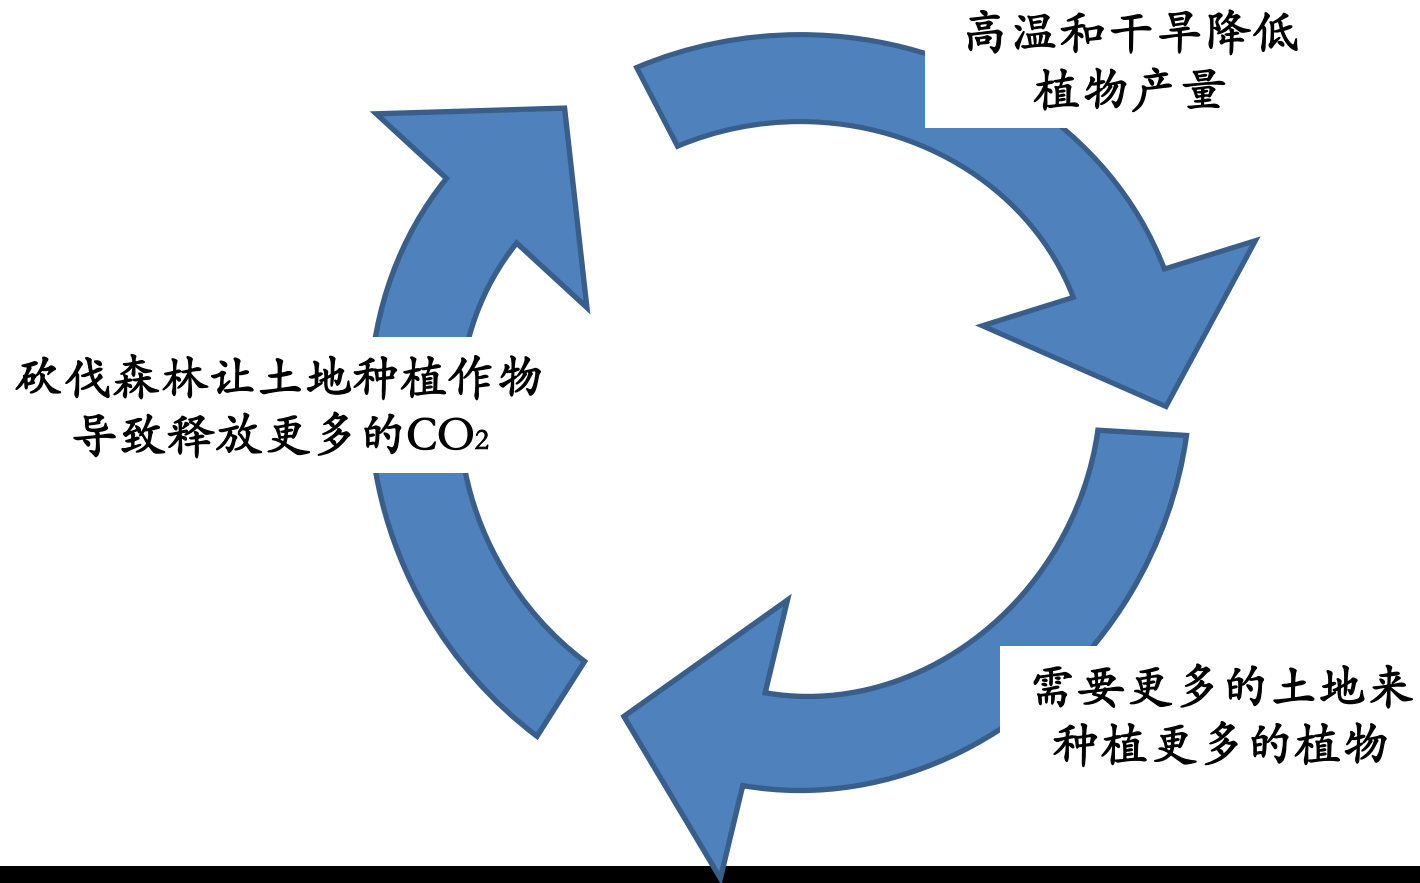 高温和干旱降低
植物产量
砍伐森林让土地种植作物
导致释放更多的CO₂
需要更多的土地来
种植更多的植物